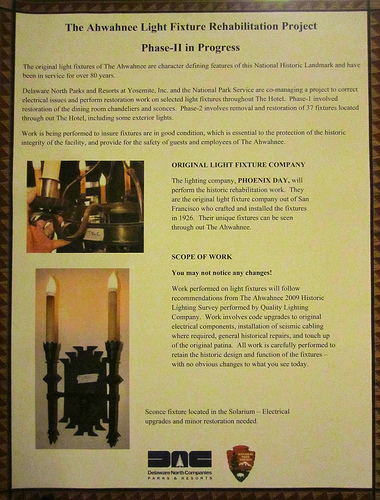 The Ahwahnee Light Fixture Rehabilitation Project
Phase-II in Progress
The original light fixtures of The Ahwahnee are character defining features of this National Historic Landmark and have
been in service for over 80 years.
Delaware North Parks and Resorts at Yosemite, Inc. and the National Park Service are co-managing a project to correct
electrical issues and perform restoration work on selected light fixtures throughout The Hotel. Phase-1 involved
restoration of the dining room chandeliers and sconces. Phase-2 involves removal and restoration of 37 fixtures located
through out The Hotel, including some exterior lights.
Work is being performed to insure fixtures are in good condition, which is essential to the protection of the historic
integrity of the facility, and provide for the safety of guests and employees of The Ahwahnee.
ORIGINAL LIGHT FIXTURE COMPANY
The lighting company, PHOENIX DAY, will
perform the historic rehabilitation work. They
are the original light fixture company out of San
Francisco who crafted and installed the fixtures
in 1926. Their unique fixtures can be seen
through out The Ahwahnee.
SCOPE OF WORK
You may not notice any changes!
Work performed on light fixtures will follow
recommendations from The Ahwahnee 2009 Historic
Lighting Survey performed by Quality Lighting
Company. Work involves code upgrades to original
electrical components, installation of seismic cabling
where required, general historical repairs, and touch up
of the original patina. All work is carefully performed to
retain the historic design and function of the fixtures –
with no obvious changes to what you see today.
Sconce fixture located in the Solarium – Electrical
upgrades and minor restoration needed.
Delaware North Companies
PARKS & RESORTS